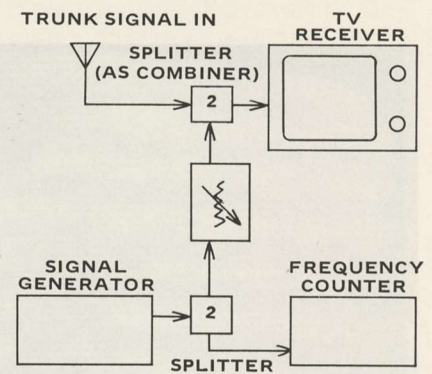 TRUNK SIGNAL IN
TV
RECEIVER
SPLITTER
(AS COMBINER)
2
SIGNAL
GENERATOR
2
FREQUENCY
COUNTER
SPLITTER